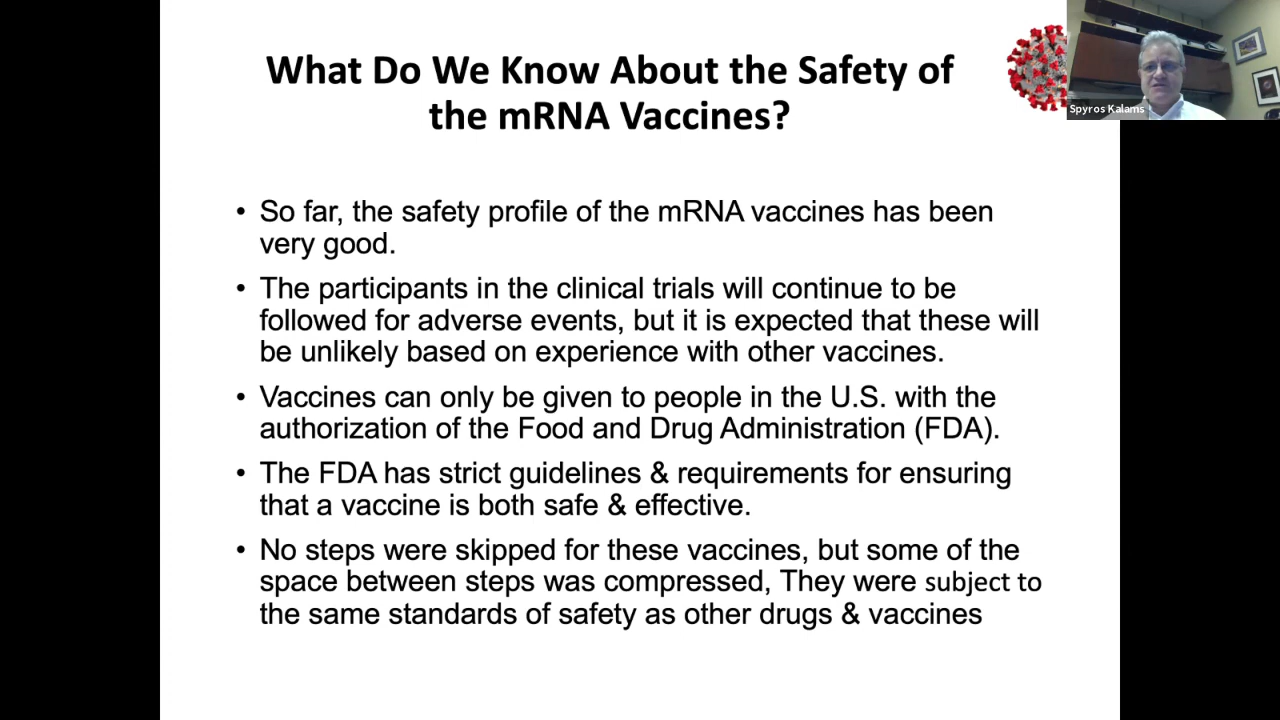 What Do We Know About the Safety of
the mRNA Vaccines?
Spyros Kalams
• So far, the safety profile of the mRNA vaccines has been
very good.
• The participants in the clinical trials will continue to be
followed for adverse events, but it is expected that these will
be unlikely based on experience with other vaccines.
• Vaccines can only be given to people in the U.S. with the
authorization of the Food and Drug Administration (FDA).
• The FDA has strict guidelines & requirements for ensuring
that a vaccine is both safe & effective.
• No steps were skipped for these vaccines, but some of the
space between steps was compressed, They were subject to
the same standards of safety as other drugs & vaccines